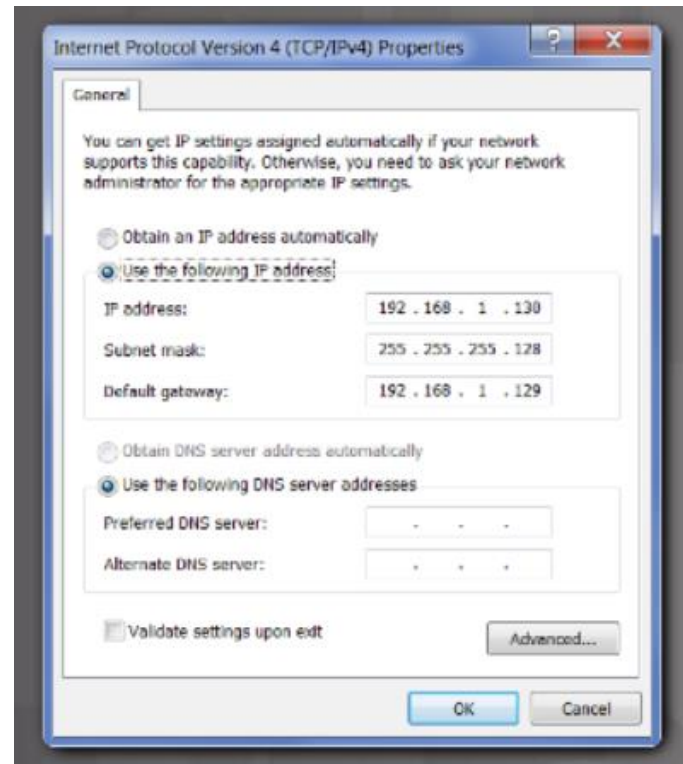 Internet Protocol Version 4 (TCP/IPv4) Properties
General
You can get IP settings assigned automatically if your network
supports this capability. Otherwise, you need to ask your network
administrator for the appropriate IP settings.
Obtain an IP address automatically
Use the following IP address:
IP address: 192 . 168 . 1 . 130
Subnet mask: 255 . 255 . 255 . 128
Default gateway: 192 . 168 . 1 . 129
Obtain DNS server address automatically
Use the following DNS server addresses
Preferred DNS server: . . .
Alternate DNS server: . . .
Validate settings upon exit
Advanced...
OK Cancel